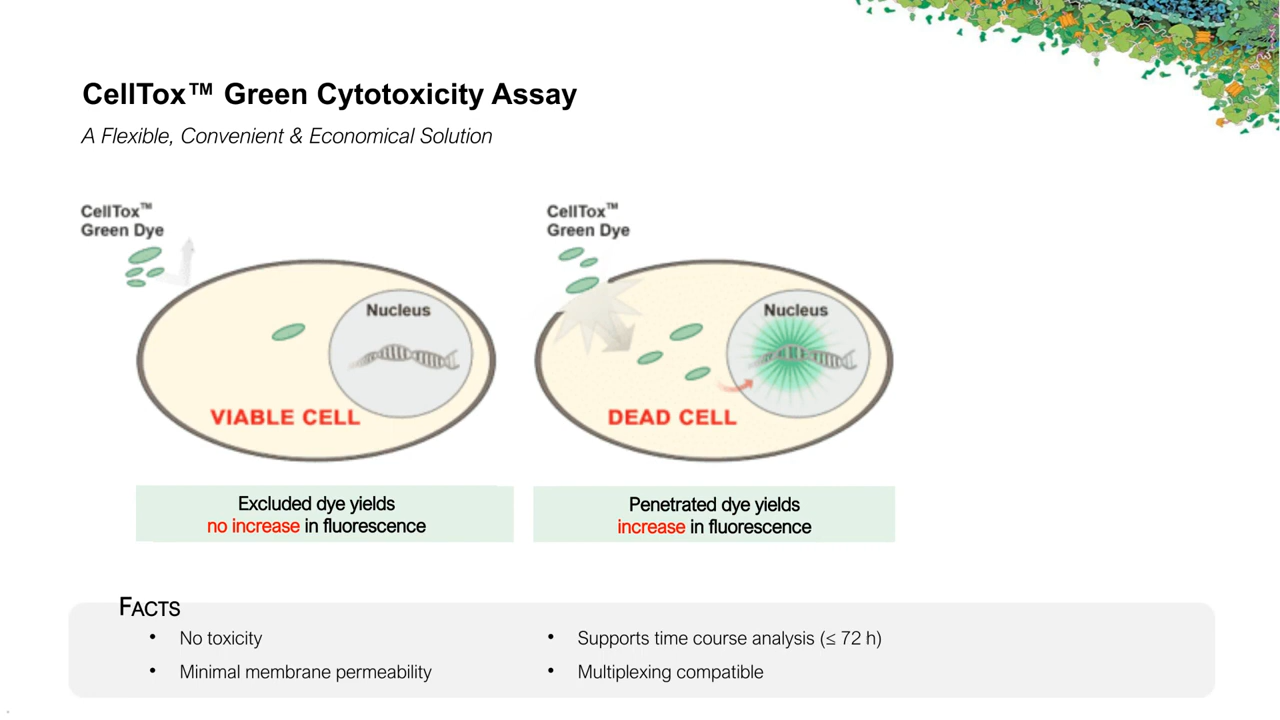 CellTox™ Green Cytotoxicity Assay
A Flexible, Convenient & Economical Solution
CellTox™
Green Dye
Nucleus
VIABLE CELL
Excluded dye yields
no increase in fluorescence
CellTox™
Green Dye
Nucleus
DEAD CELL
Penetrated dye yields
increase in fluorescence
FACTS
• No toxicity
• Minimal membrane permeability
• Supports time course analysis (≤ 72 h)
• Multiplexing compatible